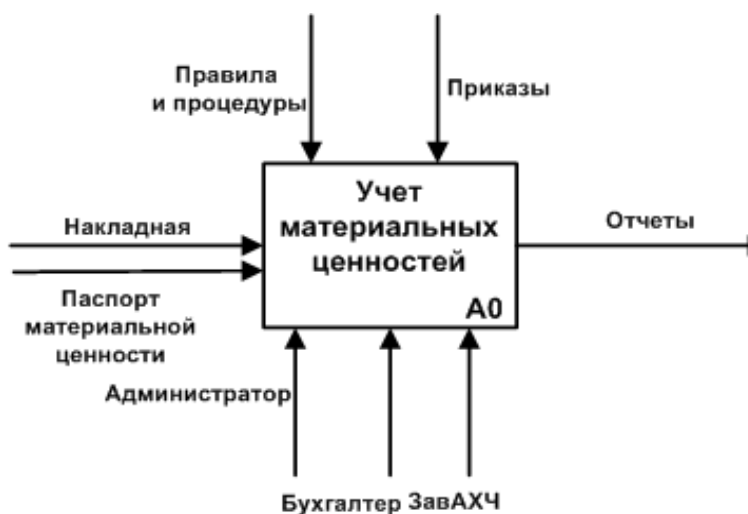 Правила
и процедуры
Приказы
Учет
материальных
ценностей
A0
Накладная
Отчеты
Паспорт
материальной
ценности
Администратор
Бухгалтер ЗавАХЧ